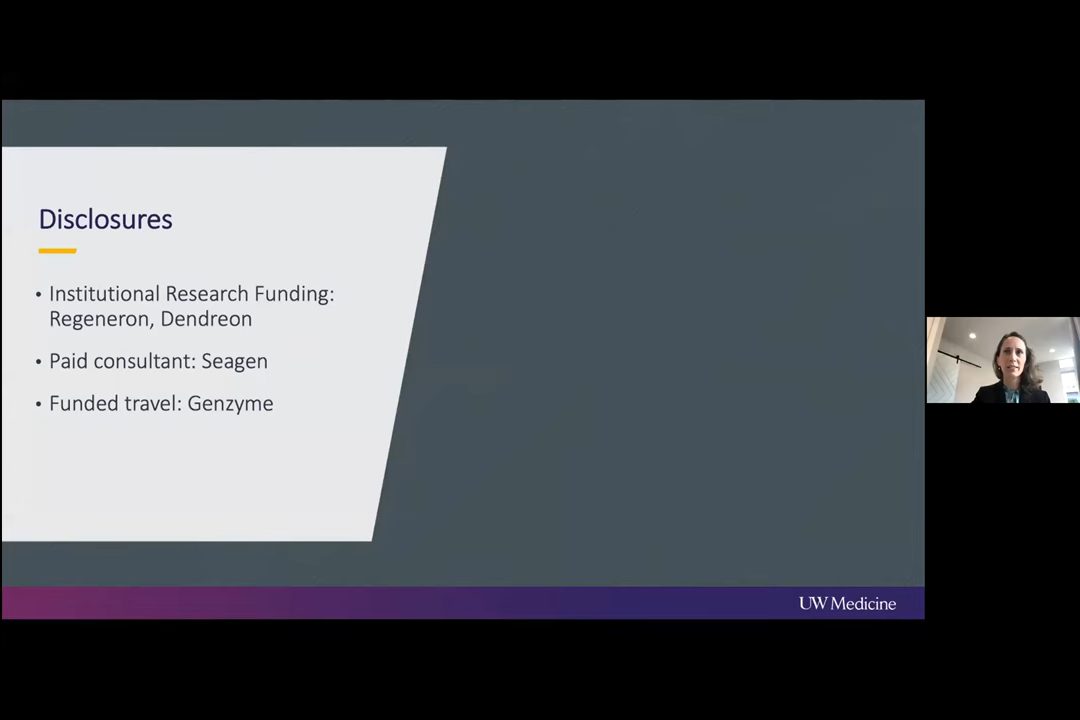 Disclosures
• Institutional Research Funding:
Regeneron, Dendreon
• Paid consultant: Seagen
• Funded travel: Genzyme
UW Medicine